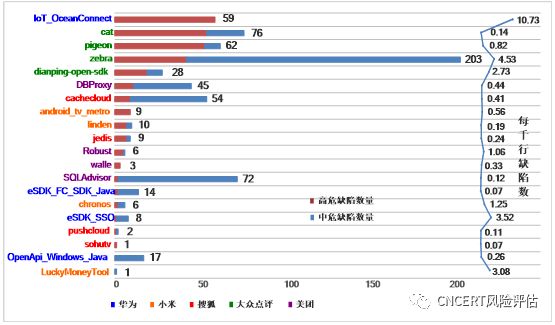 IoT_OceanConnect 59 10.73
cat 76 0.14
pigeon 62 0.82
zebra 203 4.53
dianping-open-sdk 28 2.73
DBProxy 45 0.44
cachecloud 54 0.41
android_tv_metro 9 0.56
linden 10 0.19
jedis 9 0.24
Robust 6 1.06
walle 3 0.33
SQLAdvisor 72 0.12
eSDK_FC_SDK_Java 14 0.07
chronos 6 1.25
eSDK_SSO 8 3.52
pushcloud 2 0.11
sohutv 1 0.07
OpenApi_Windows_Java 17 0.26
LuckyMoneyTool 1 3.08
每千行缺陷数
高危缺陷数量
中危缺陷数量
0 50 100 150 200
华为 小米 搜狐 大众点评 美团
CNCERT风险评估